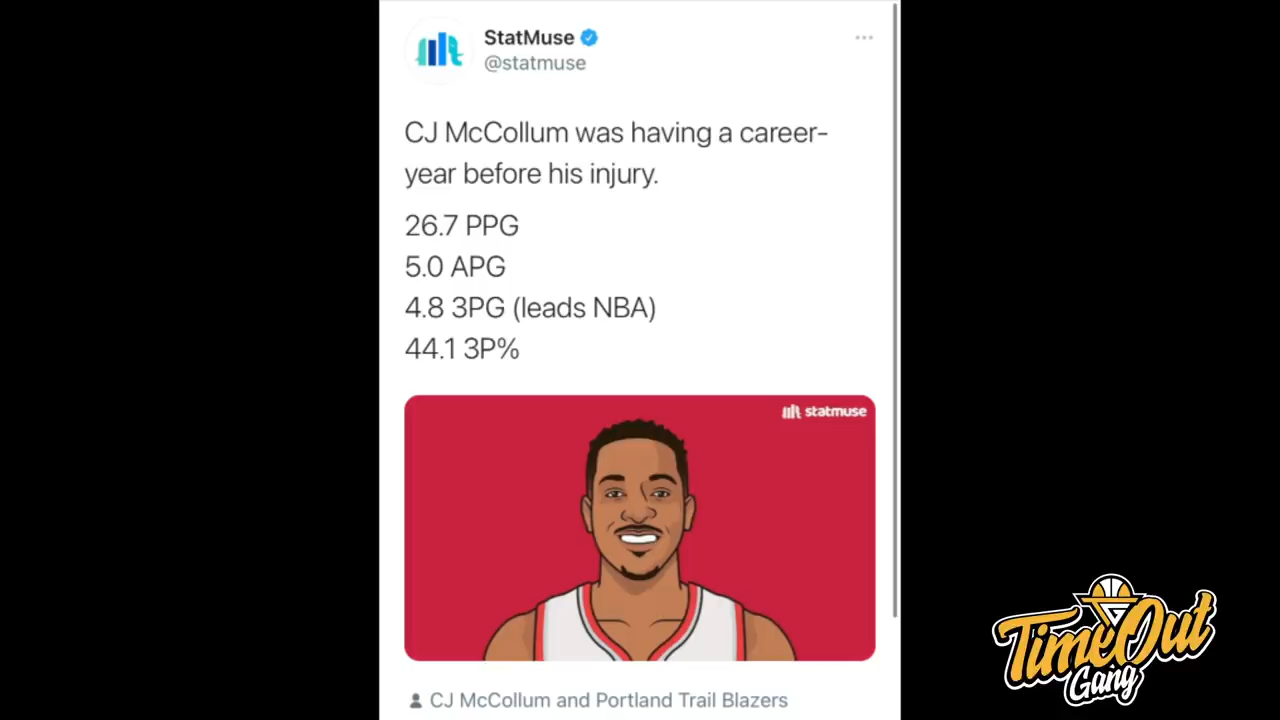 StatMuse
@statmuse
CJ McCollum was having a career-
year before his injury.
26.7 PPG
5.0 APG
4.8 3PG (leads NBA)
44.1 3P%
statmuse
CJ McCollum and Portland Trail Blazers
TimeOut
Gang